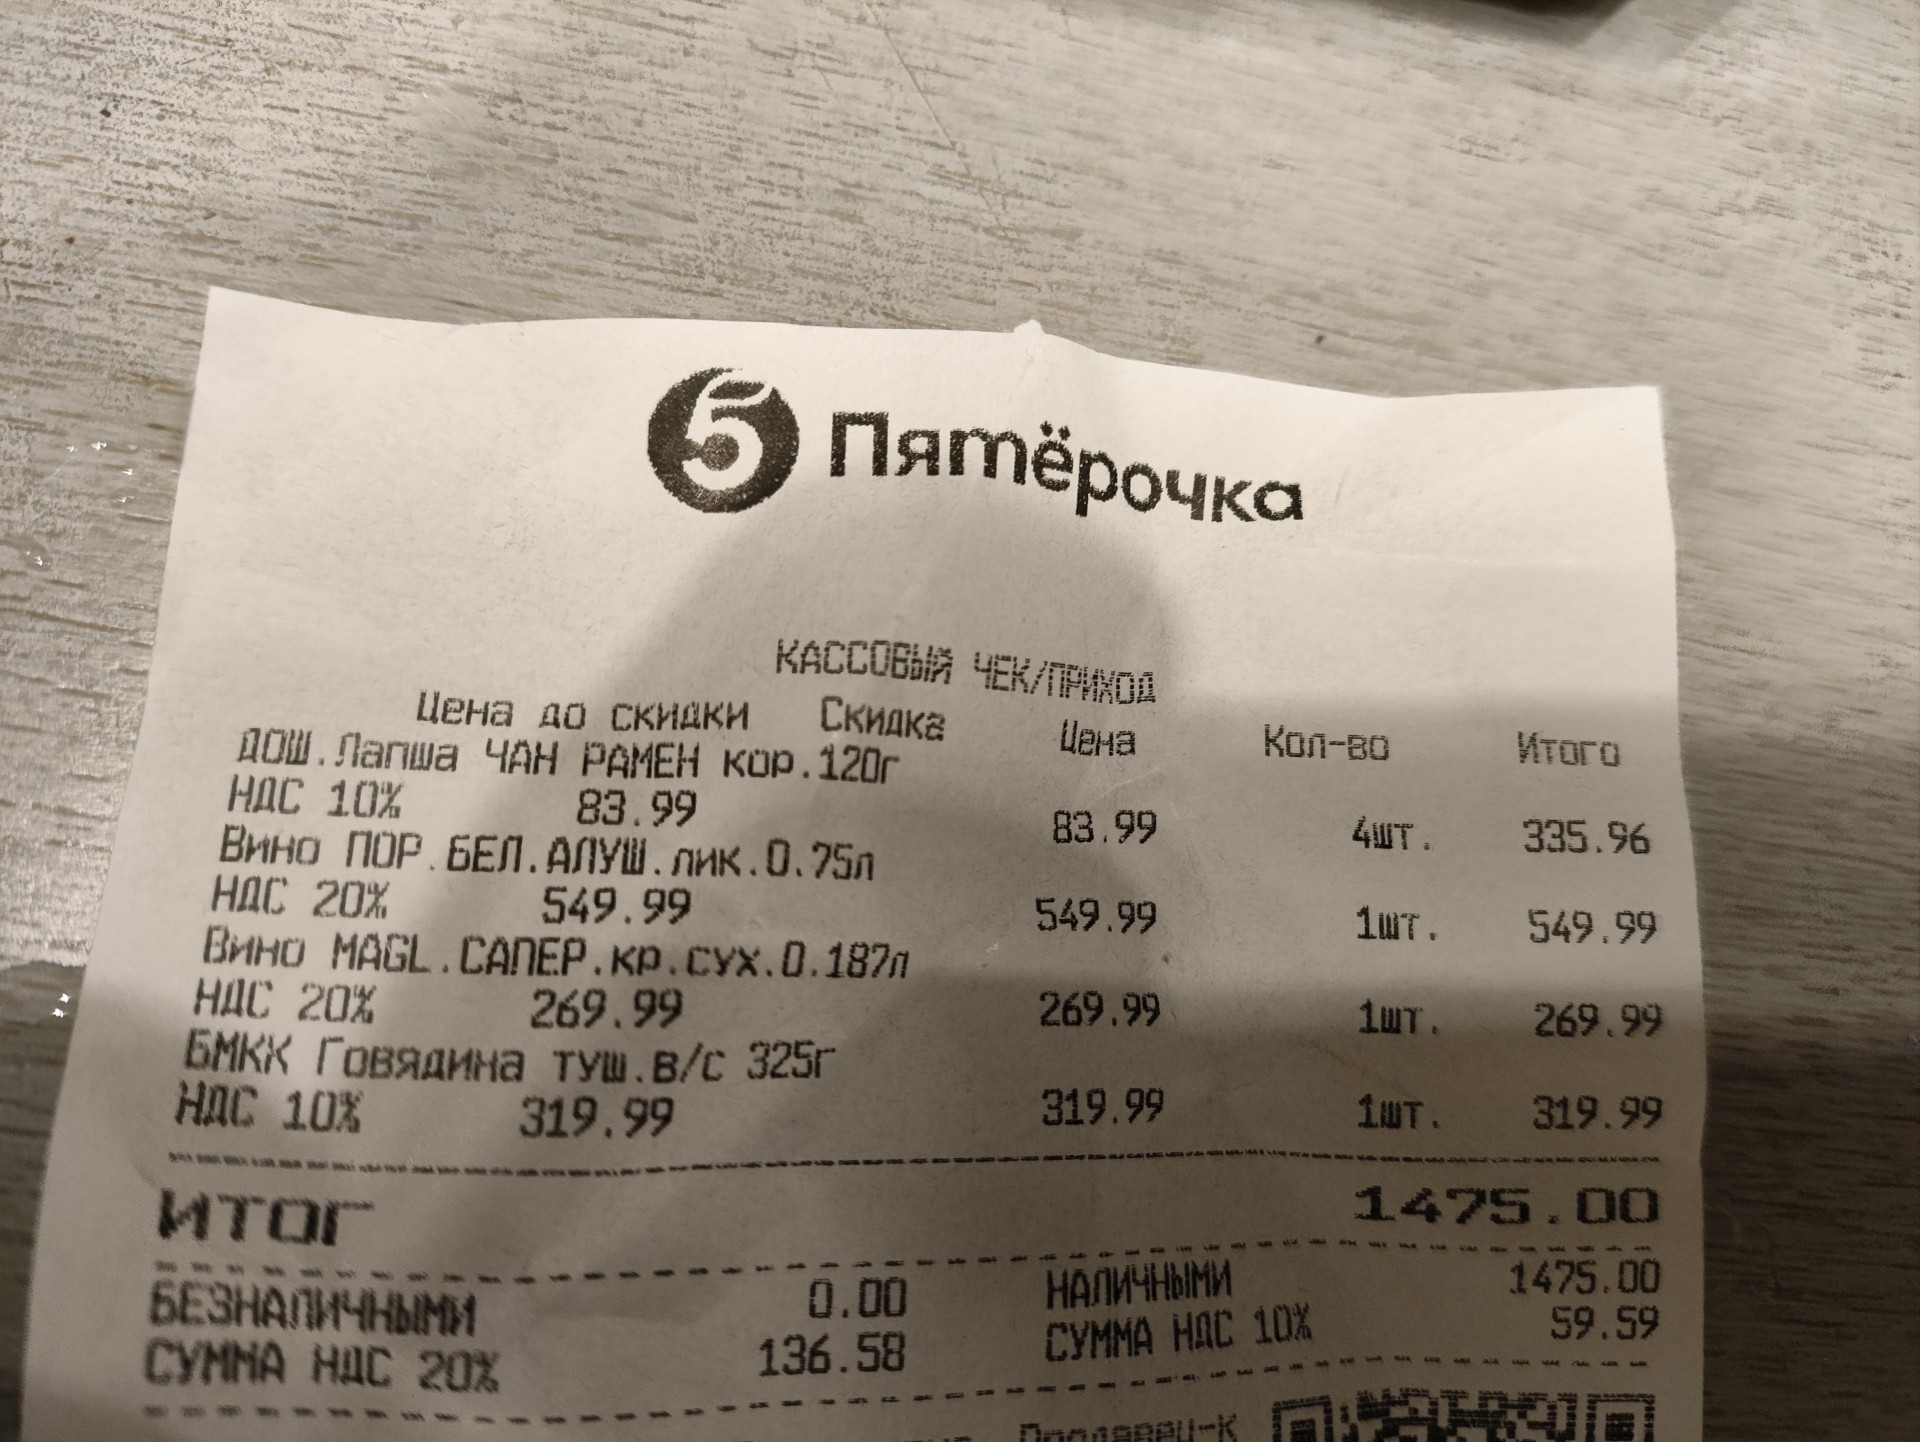 5 Пятёрочка
КАССОВЫЙ ЧЕК/ПРИХОД
Цена до скидки Скидка Цена Кол-во Итого
ДОШ.Лапша ЧАН РАМЕН кор.120г
НДС 10% 83.99 83.99 4шт. 335.96
Вино ПОР.БЕЛ.АЛУШ.лик.0.75л
НДС 20% 549.99 549.99 1шт. 549.99
Вино MAGL.САПЕР.кр.сух.0.187л
НДС 20% 269.99 269.99 1шт. 269.99
БМКК Говядина туш.в/с 325г
НДС 10% 319.99 319.99 1шт. 319.99
ИТОГ 1475.00
БЕЗНАЛИЧНЫМИ 0.00 НАЛИЧНЫМИ 1475.00
СУММА НДС 20% 136.58 СУММА НДС 10% 59.59